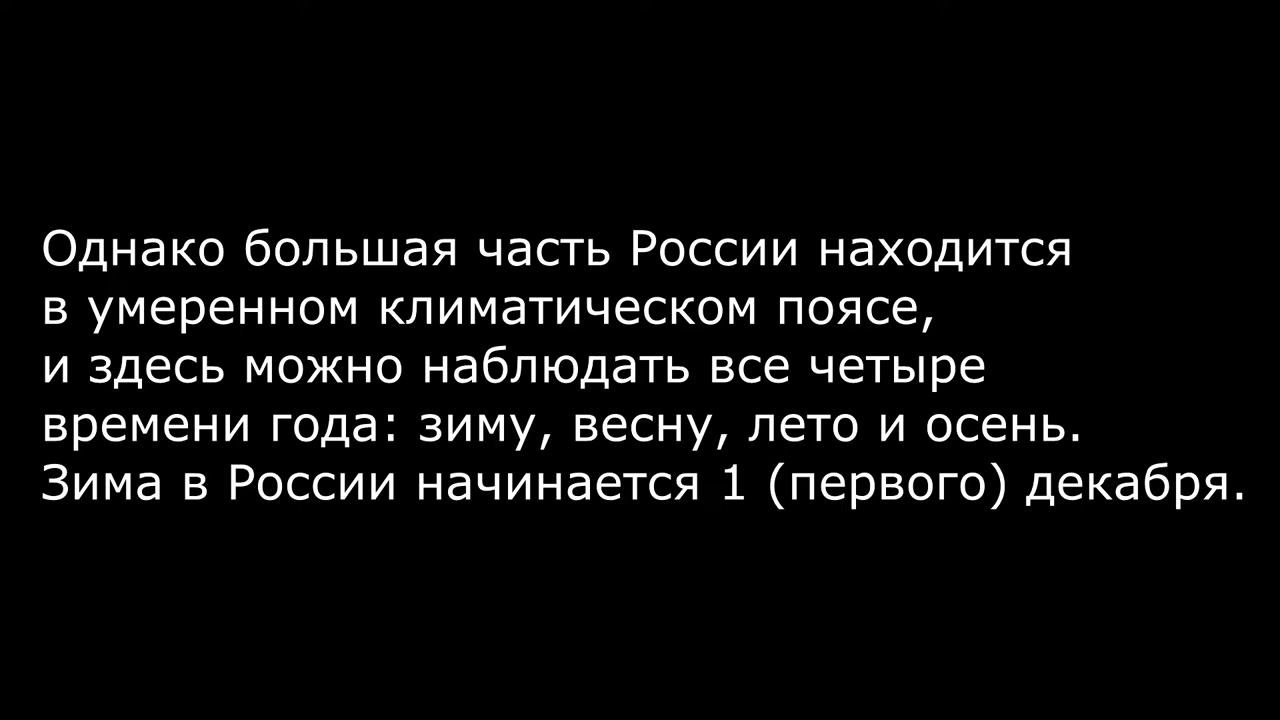 Однако большая часть России находится
в умеренном климатическом поясе,
и здесь можно наблюдать все четыре
времени года: зиму, весну, лето и осень.
Зима в России начинается 1 (первого) декабря.